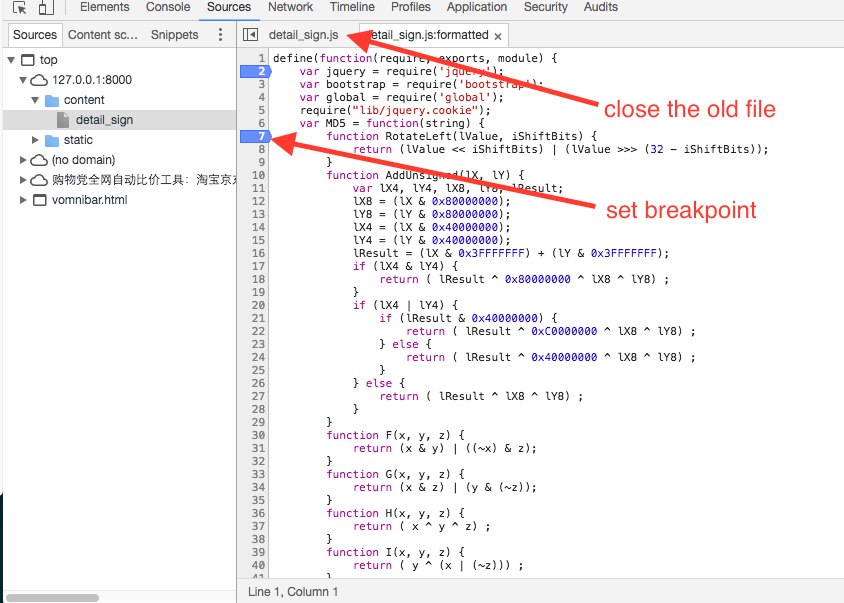 Elements Console Sources Network Timeline Profiles Application Security Audits
Sources Content sc... Snippets detail_sign.js etail_sign.js:formatted ×
top
127.0.0.1:8000
content
detail_sign
static
(no domain)
购物党全网自动比价工具：淘宝京
vomnibar.html
1 define(function(require, exports, module) {
2 var jquery = require('jquery');
3 var bootstrap = require('bootstrap');
4 var global = require('global');
5 require("lib/jquery.cookie");
6 var MD5 = function(string) {
7 function RotateLeft(lValue, iShiftBits) {
8 return (lValue << iShiftBits) | (lValue >>> (32 - iShiftBits));
9 }
10 function AddUnsigned(lX, lY) {
11 var lX4, lY4, lX8, lY8, lResult;
12 lX8 = (lX & 0x80000000);
13 lY8 = (lY & 0x80000000);
14 lX4 = (lX & 0x40000000);
15 lY4 = (lY & 0x40000000);
16 lResult = (lX & 0x3FFFFFFF) + (lY & 0x3FFFFFFF);
17 if (lX4 & lY4) {
18 return ( lResult ^ 0x80000000 ^ lX8 ^ lY8) ;
19 }
20 if (lX4 | lY4) {
21 if (lResult & 0x40000000) {
22 return ( lResult ^ 0xC0000000 ^ lX8 ^ lY8) ;
23 } else {
24 return ( lResult ^ 0x40000000 ^ lX8 ^ lY8) ;
25 }
26 } else {
27 return ( lResult ^ lX8 ^ lY8) ;
28 }
29 }
30 function F(x, y, z) {
31 return (x & y) | ((~x) & z);
32 }
33 function G(x, y, z) {
34 return (x & z) | (y & (~z));
35 }
36 function H(x, y, z) {
37 return ( x ^ y ^ z) ;
38 }
39 function I(x, y, z) {
40 return ( y ^ (x | (~z))) ;
41 }
close the old file
set breakpoint
Line 1, Column 1